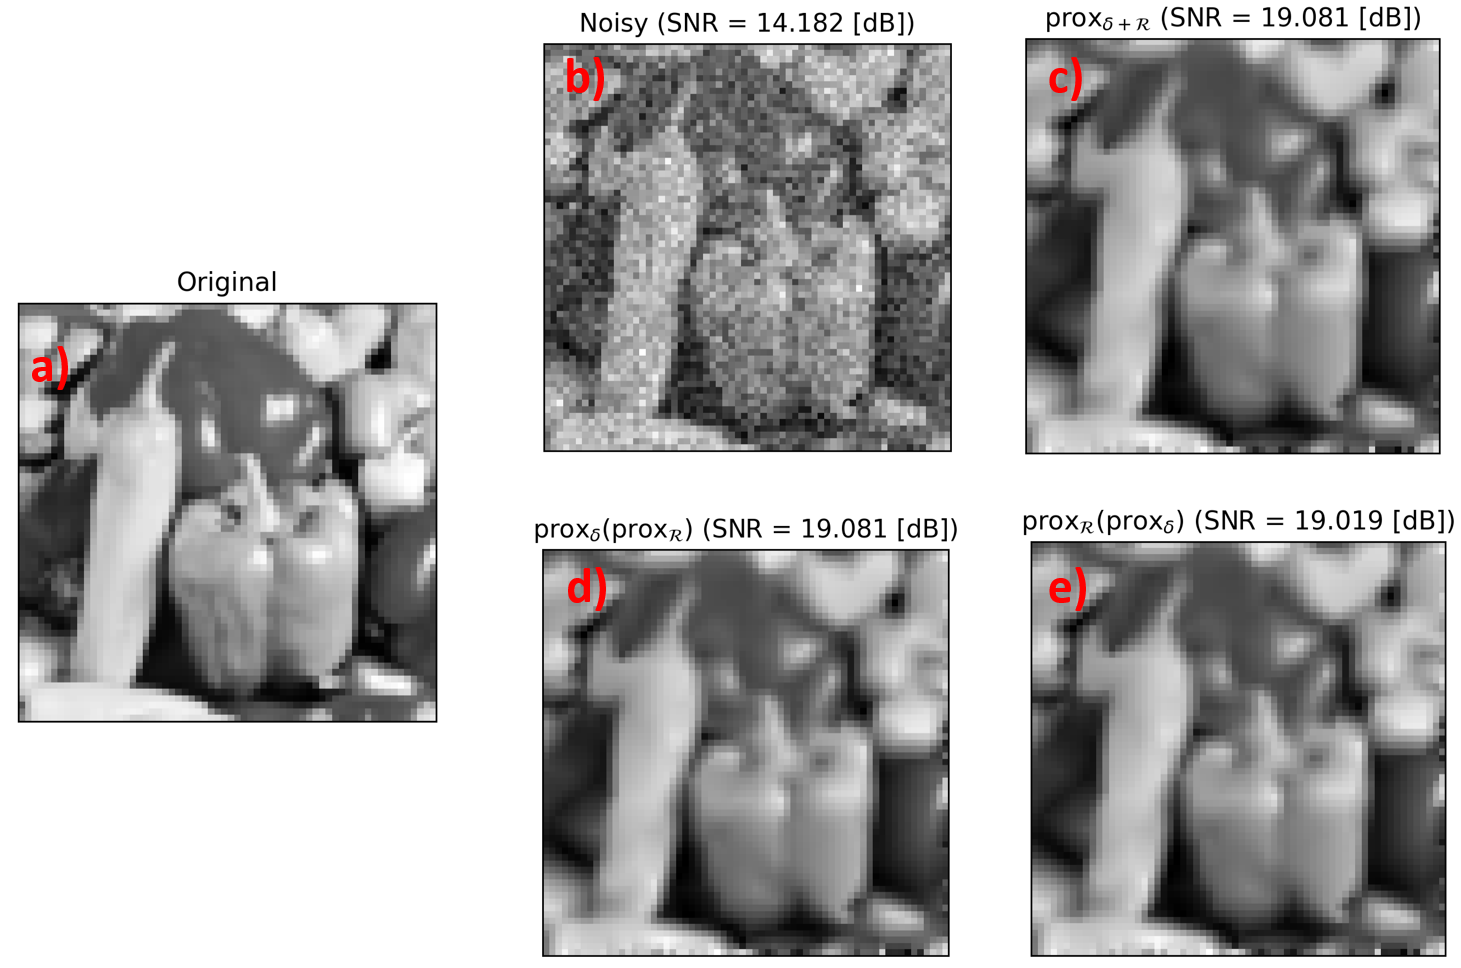 Original
a)
Noisy (SNR = 14.182 [dB])
b)
prox_{δ + ℛ} (SNR = 19.081 [dB])
c)
prox_δ(prox_ℛ) (SNR = 19.081 [dB])
d)
prox_ℛ(prox_δ) (SNR = 19.019 [dB])
e)